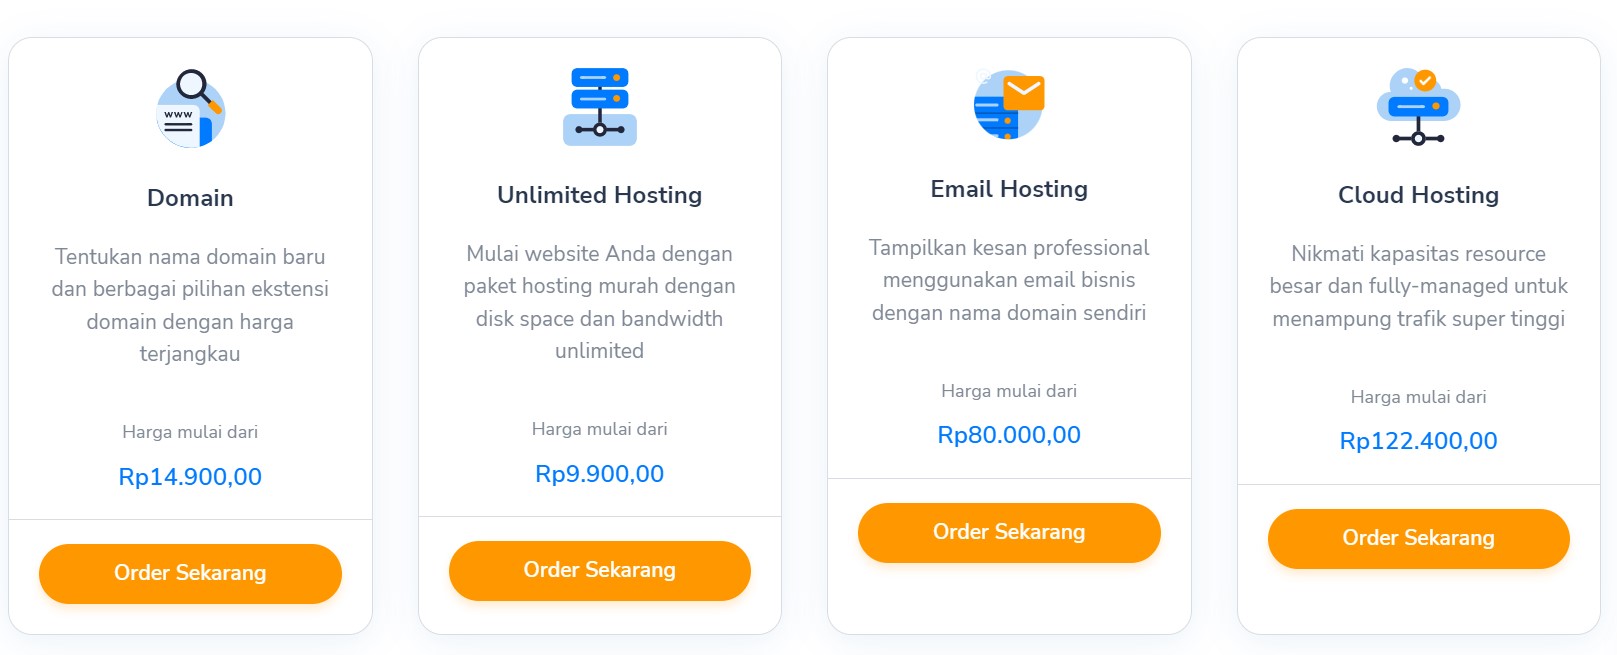 www
Domain
Tentukan nama domain baru
dan berbagai pilihan ekstensi
domain dengan harga
terjangkau
Harga mulai dari
Rp14.900,00
Order Sekarang
Unlimited Hosting
Mulai website Anda dengan
paket hosting murah dengan
disk space dan bandwidth
unlimited
Harga mulai dari
Rp9.900,00
Order Sekarang
Email Hosting
Tampilkan kesan professional
menggunakan email bisnis
dengan nama domain sendiri
Harga mulai dari
Rp80.000,00
Order Sekarang
Cloud Hosting
Nikmati kapasitas resource
besar dan fully-managed untuk
menampung trafik super tinggi
Harga mulai dari
Rp122.400,00
Order Sekarang